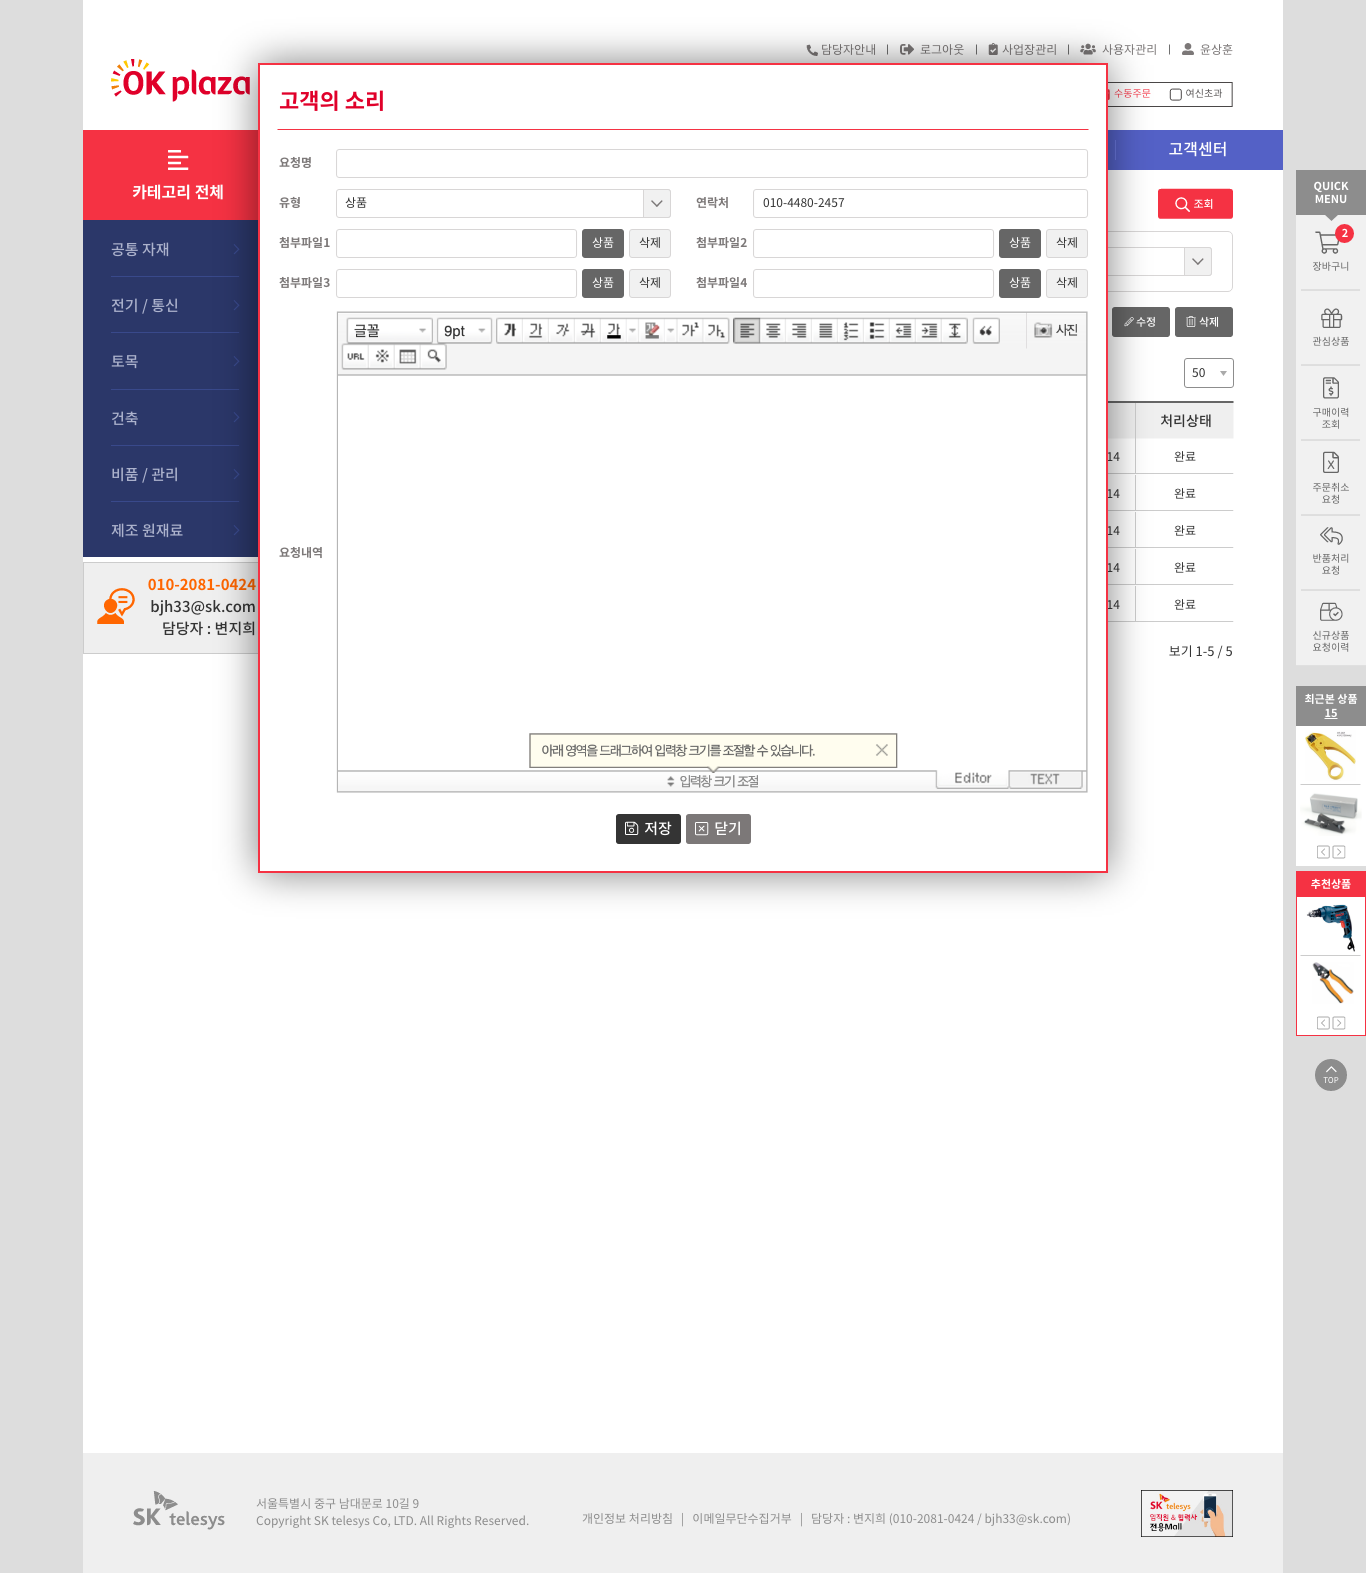 담당자안내 로그아웃 사업장관리 사용자관리 윤상훈
OK plaza
수동주문 여신초과
고객의 소리
요청명
유형 상품 연락처 010-4480-2457
첨부파일1 상품 삭제 첨부파일2 상품 삭제
첨부파일3 상품 삭제 첨부파일4 상품 삭제
글꼴 9pt 가 가 가 가 가 가¹ 가₁ 사진
URL
요청내역
아래 영역을 드래그하여 입력창 크기를 조절할 수 있습니다.
입력창 크기 조절 Editor TEXT
저장 닫기
카테고리 전체
공통 자재
전기 / 통신
토목
건축
비품 / 관리
제조 원재료
010-2081-0424
bjh33@sk.com
담당자 : 변지희
고객센터
조회
수정 삭제
50
처리상태
14 완료
14 완료
14 완료
14 완료
14 완료
보기 1-5 / 5
QUICK
MENU
2
장바구니
관심상품
구매이력
조회
주문취소
요청
반품처리
요청
신규상품
요청이력
최근본 상품
15
추천상품
TOP
SK telesys
서울특별시 중구 남대문로 10길 9
Copyright SK telesys Co, LTD. All Rights Reserved.
개인정보 처리방침 | 이메일무단수집거부 | 담당자 : 변지희 (010-2081-0424 / bjh33@sk.com)
SK telesys
임직원 & 협력사
전용Mall